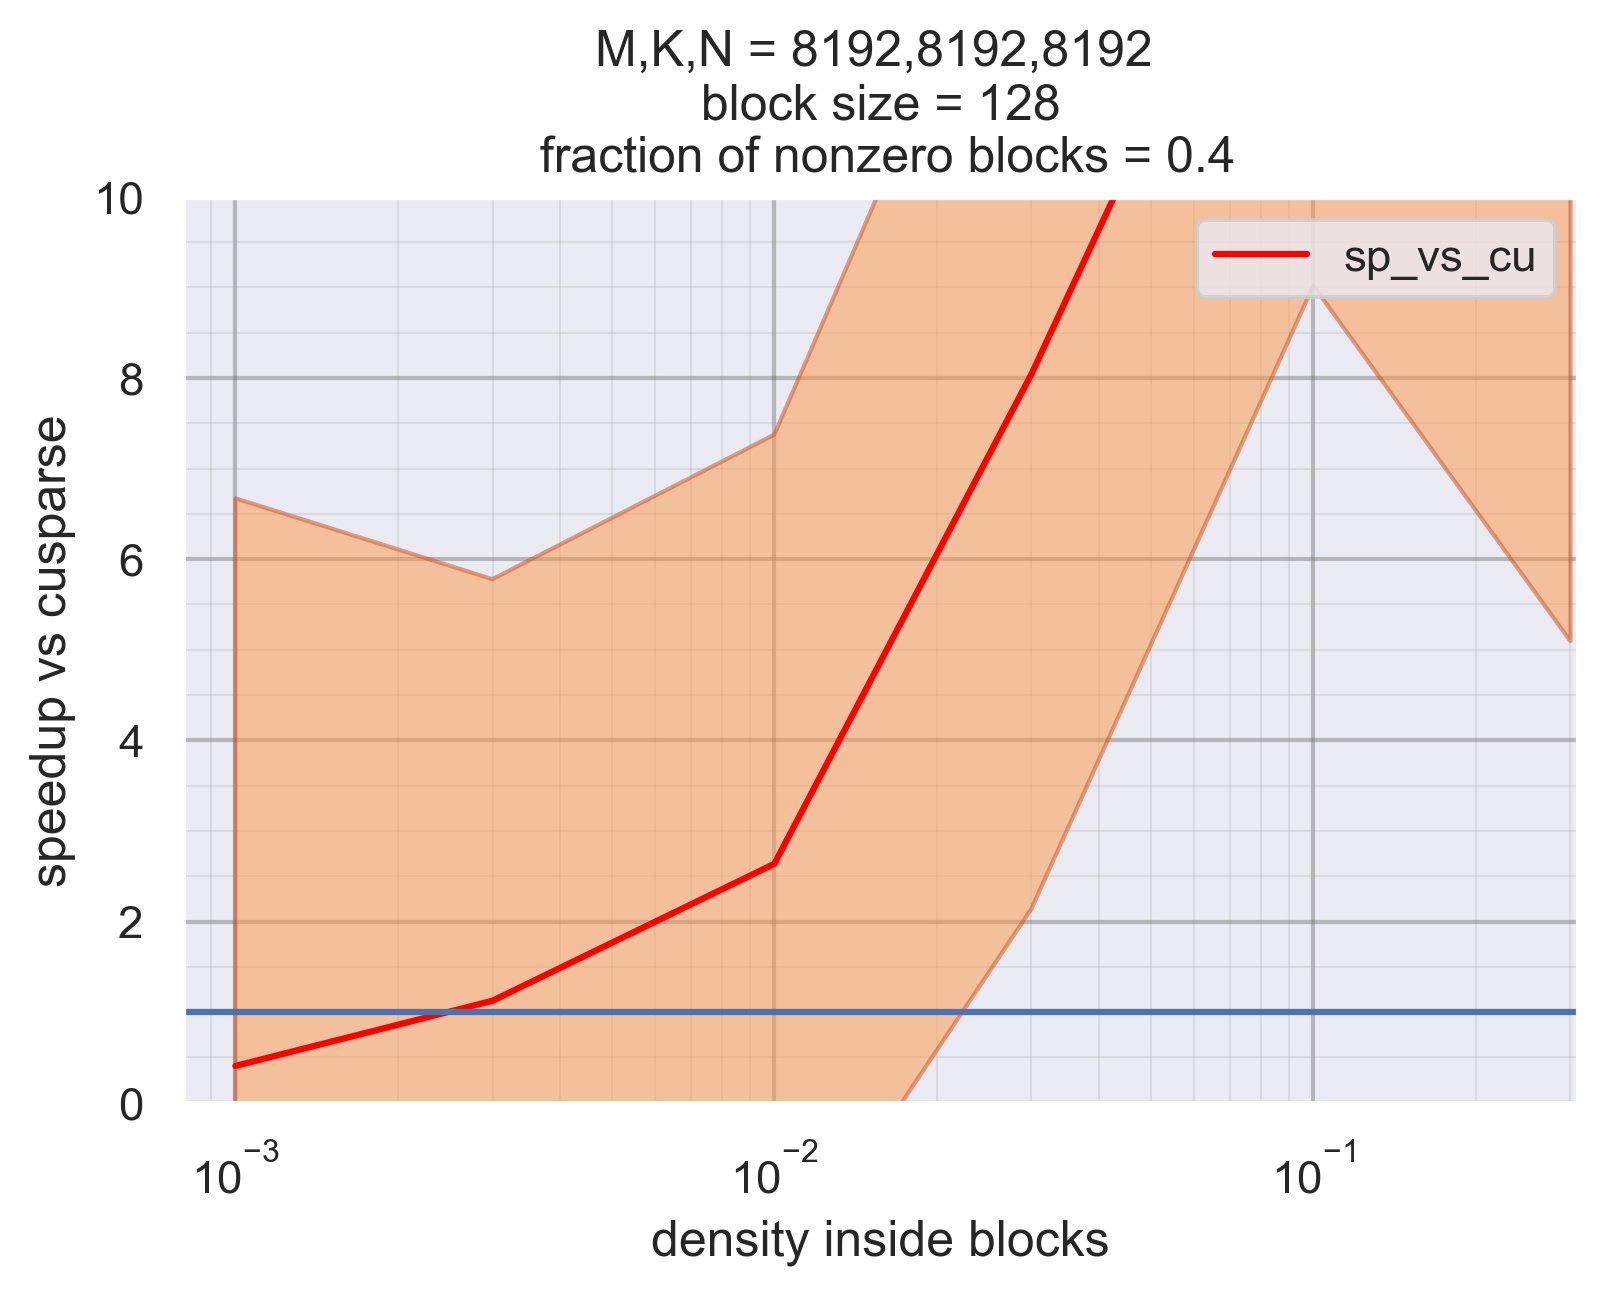 M,K,N = 8192,8192,8192
block size = 128
fraction of nonzero blocks = 0.4
10
8
6
4
2
0
speedup vs cusparse
sp_vs_cu
10⁻³
10⁻²
10⁻¹
density inside blocks